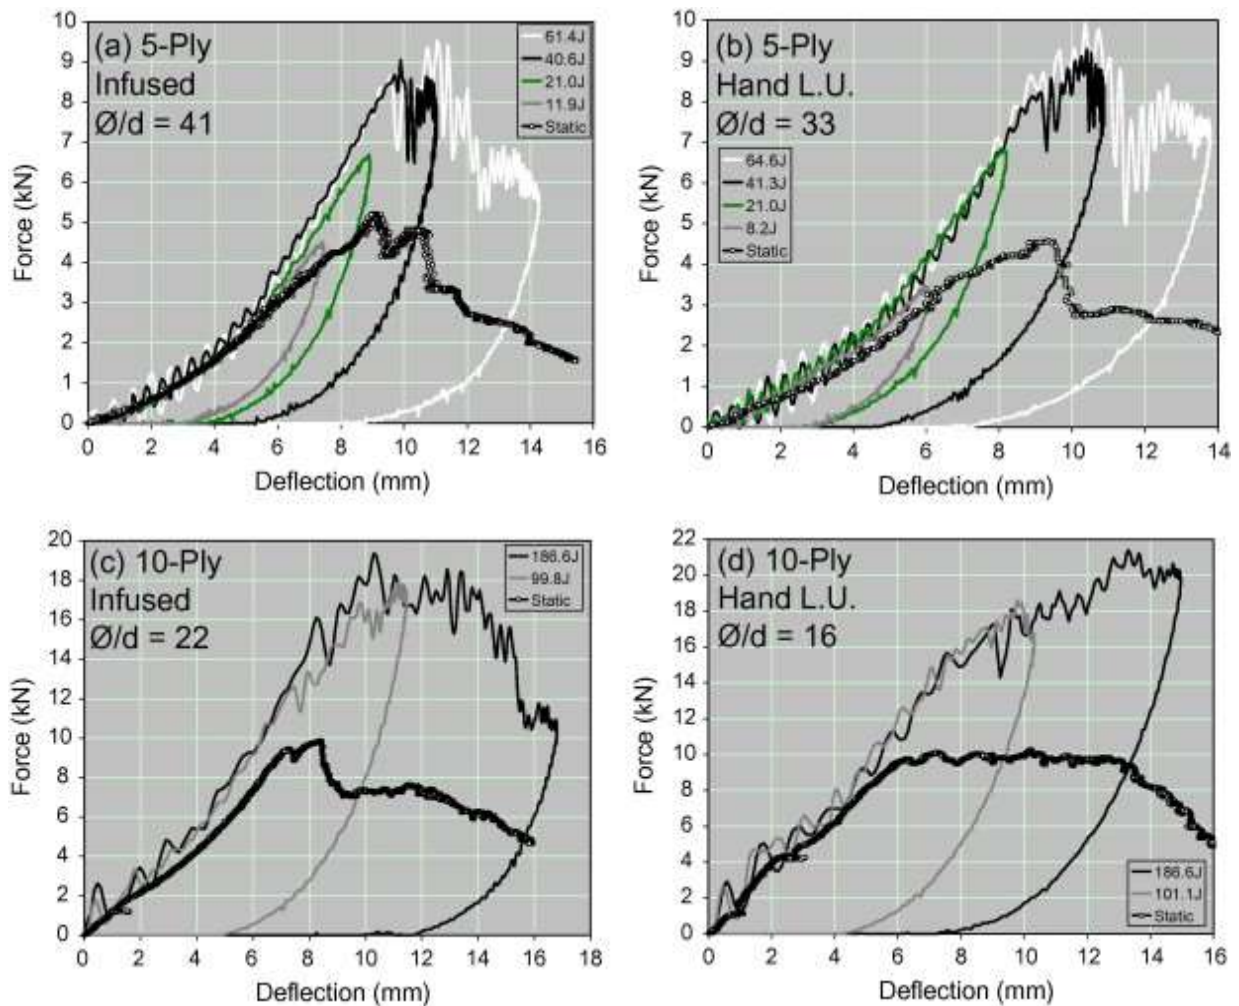 (a) 5-Ply
Infused
Ø/d = 41
61.4J
40.6J
21.0J
11.9J
Static
10
9
8
7
6
5
4
3
2
1
0
Force (kN)
0 2 4 6 8 10 12 14 16
Deflection (mm)
(b) 5-Ply
Hand L.U.
Ø/d = 33
64.6J
41.3J
21.0J
8.2J
Static
10
9
8
7
6
5
4
3
2
1
0
Force (kN)
0 2 4 6 8 10 12 14
Deflection (mm)
(c) 10-Ply
Infused
Ø/d = 22
186.6J
99.8J
Static
20
18
16
14
12
10
8
6
4
2
0
Force (kN)
0 2 4 6 8 10 12 14 16 18
Deflection (mm)
(d) 10-Ply
Hand L.U.
Ø/d = 16
186.6J
101.1J
Static
22
20
18
16
14
12
10
8
6
4
2
0
Force (kN)
0 2 4 6 8 10 12 14 16
Deflection (mm)